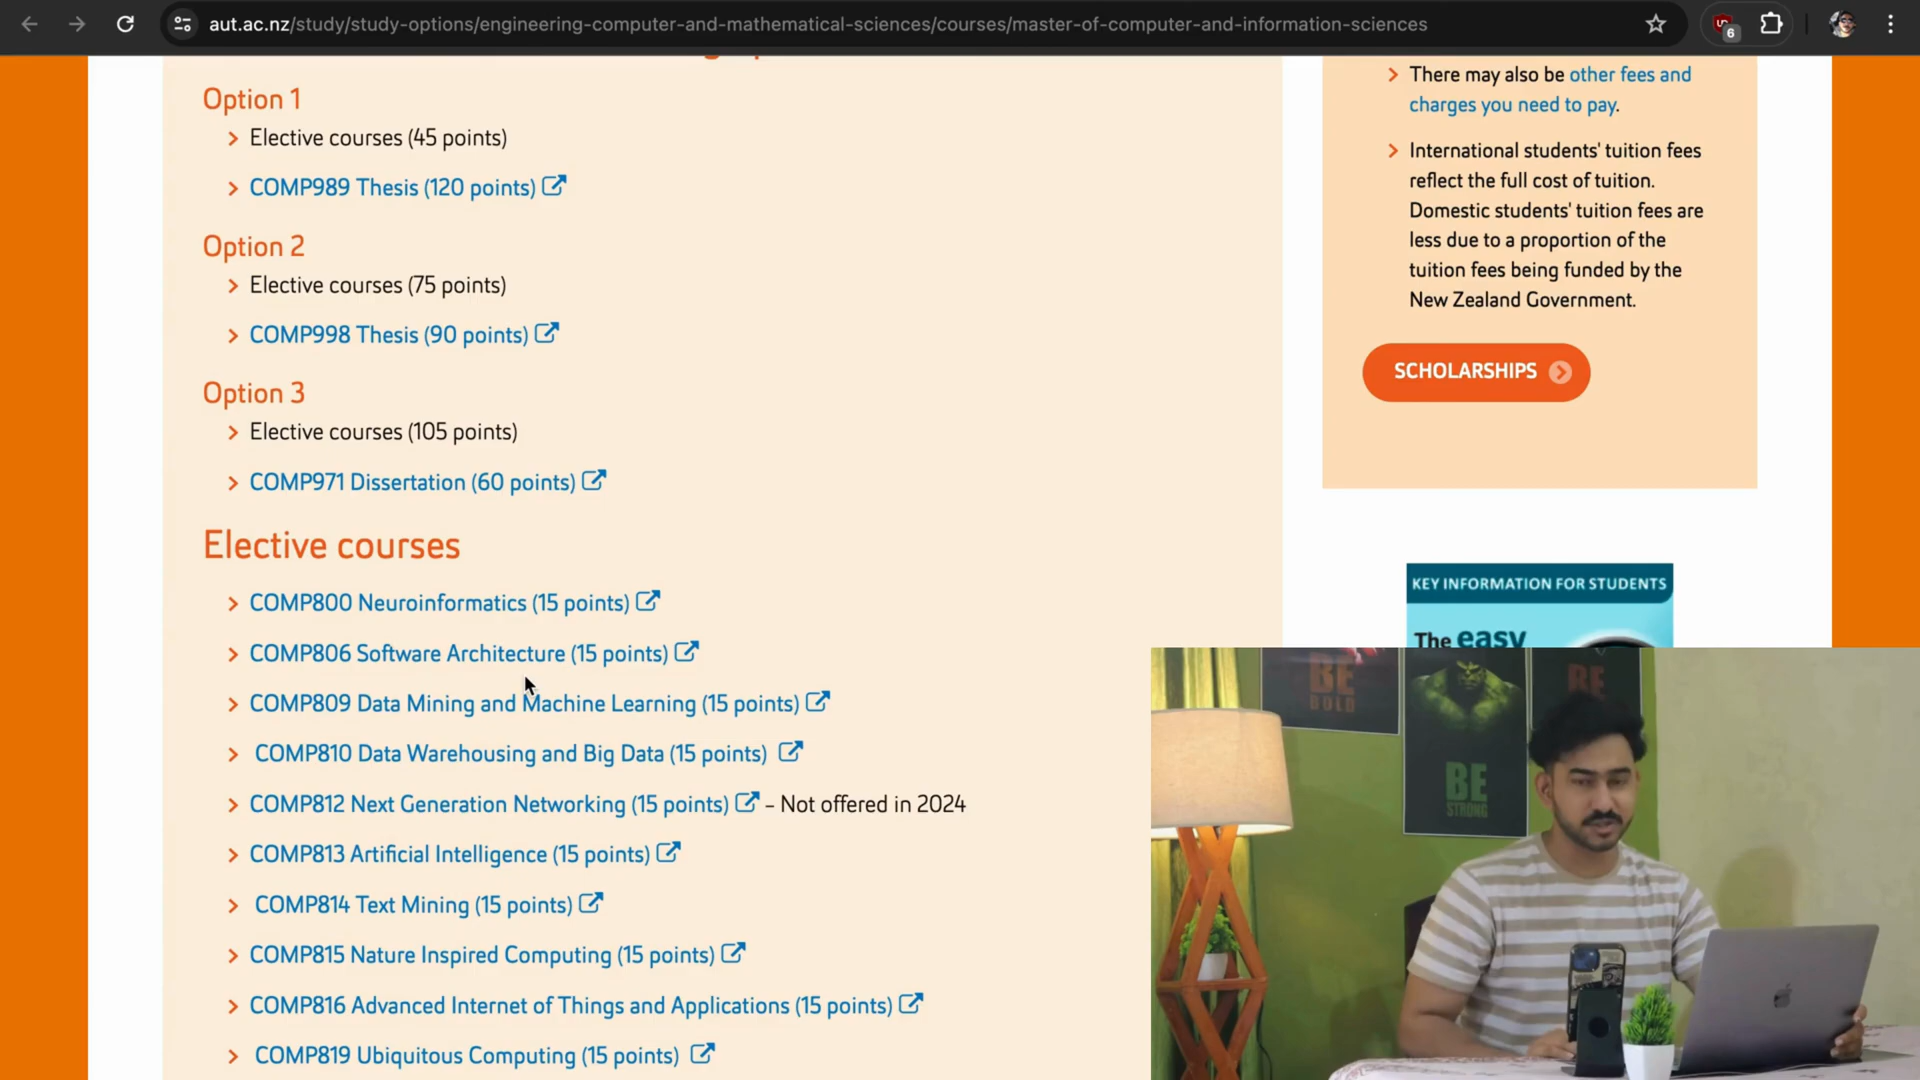 aut.ac.nz/study/study-options/engineering-computer-and-mathematical-sciences/courses/master-of-computer-and-information-sciences
6
Option 1
Elective courses (45 points)
COMP989 Thesis (120 points)
Option 2
Elective courses (75 points)
COMP998 Thesis (90 points)
Option 3
Elective courses (105 points)
COMP971 Dissertation (60 points)
Elective courses
COMP800 Neuroinformatics (15 points)
COMP806 Software Architecture (15 points)
COMP809 Data Mining and Machine Learning (15 points)
COMP810 Data Warehousing and Big Data (15 points)
COMP812 Next Generation Networking (15 points) – Not offered in 2024
COMP813 Artificial Intelligence (15 points)
COMP814 Text Mining (15 points)
COMP815 Nature Inspired Computing (15 points)
COMP816 Advanced Internet of Things and Applications (15 points)
COMP819 Ubiquitous Computing (15 points)
There may also be other fees and
charges you need to pay.
International students' tuition fees
reflect the full cost of tuition.
Domestic students' tuition fees are
less due to a proportion of the
tuition fees being funded by the
New Zealand Government.
SCHOLARSHIPS
KEY INFORMATION FOR STUDENTS
The easy
BE
BOLD
BE
STRONG
BE